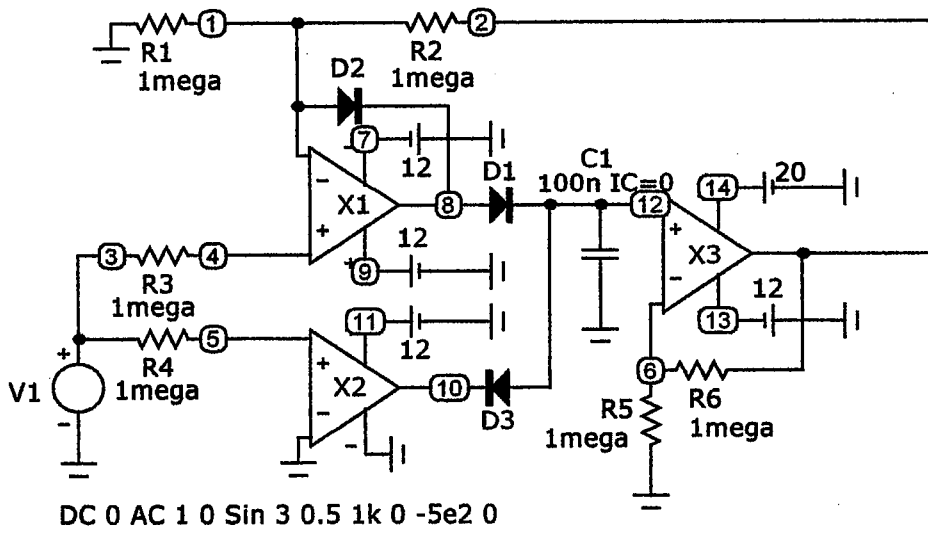 1
2
R1
1mega
R2
1mega
D2
7
12
D1
C1
100n IC=0
14
20
X1
8
12
X3
3
4
R3
1mega
9
12
11
12
13
12
5
R4
1mega
V1
X2
10
D3
6
R5
1mega
R6
1mega
DC 0 AC 1 0 Sin 3 0.5 1k 0 -5e2 0